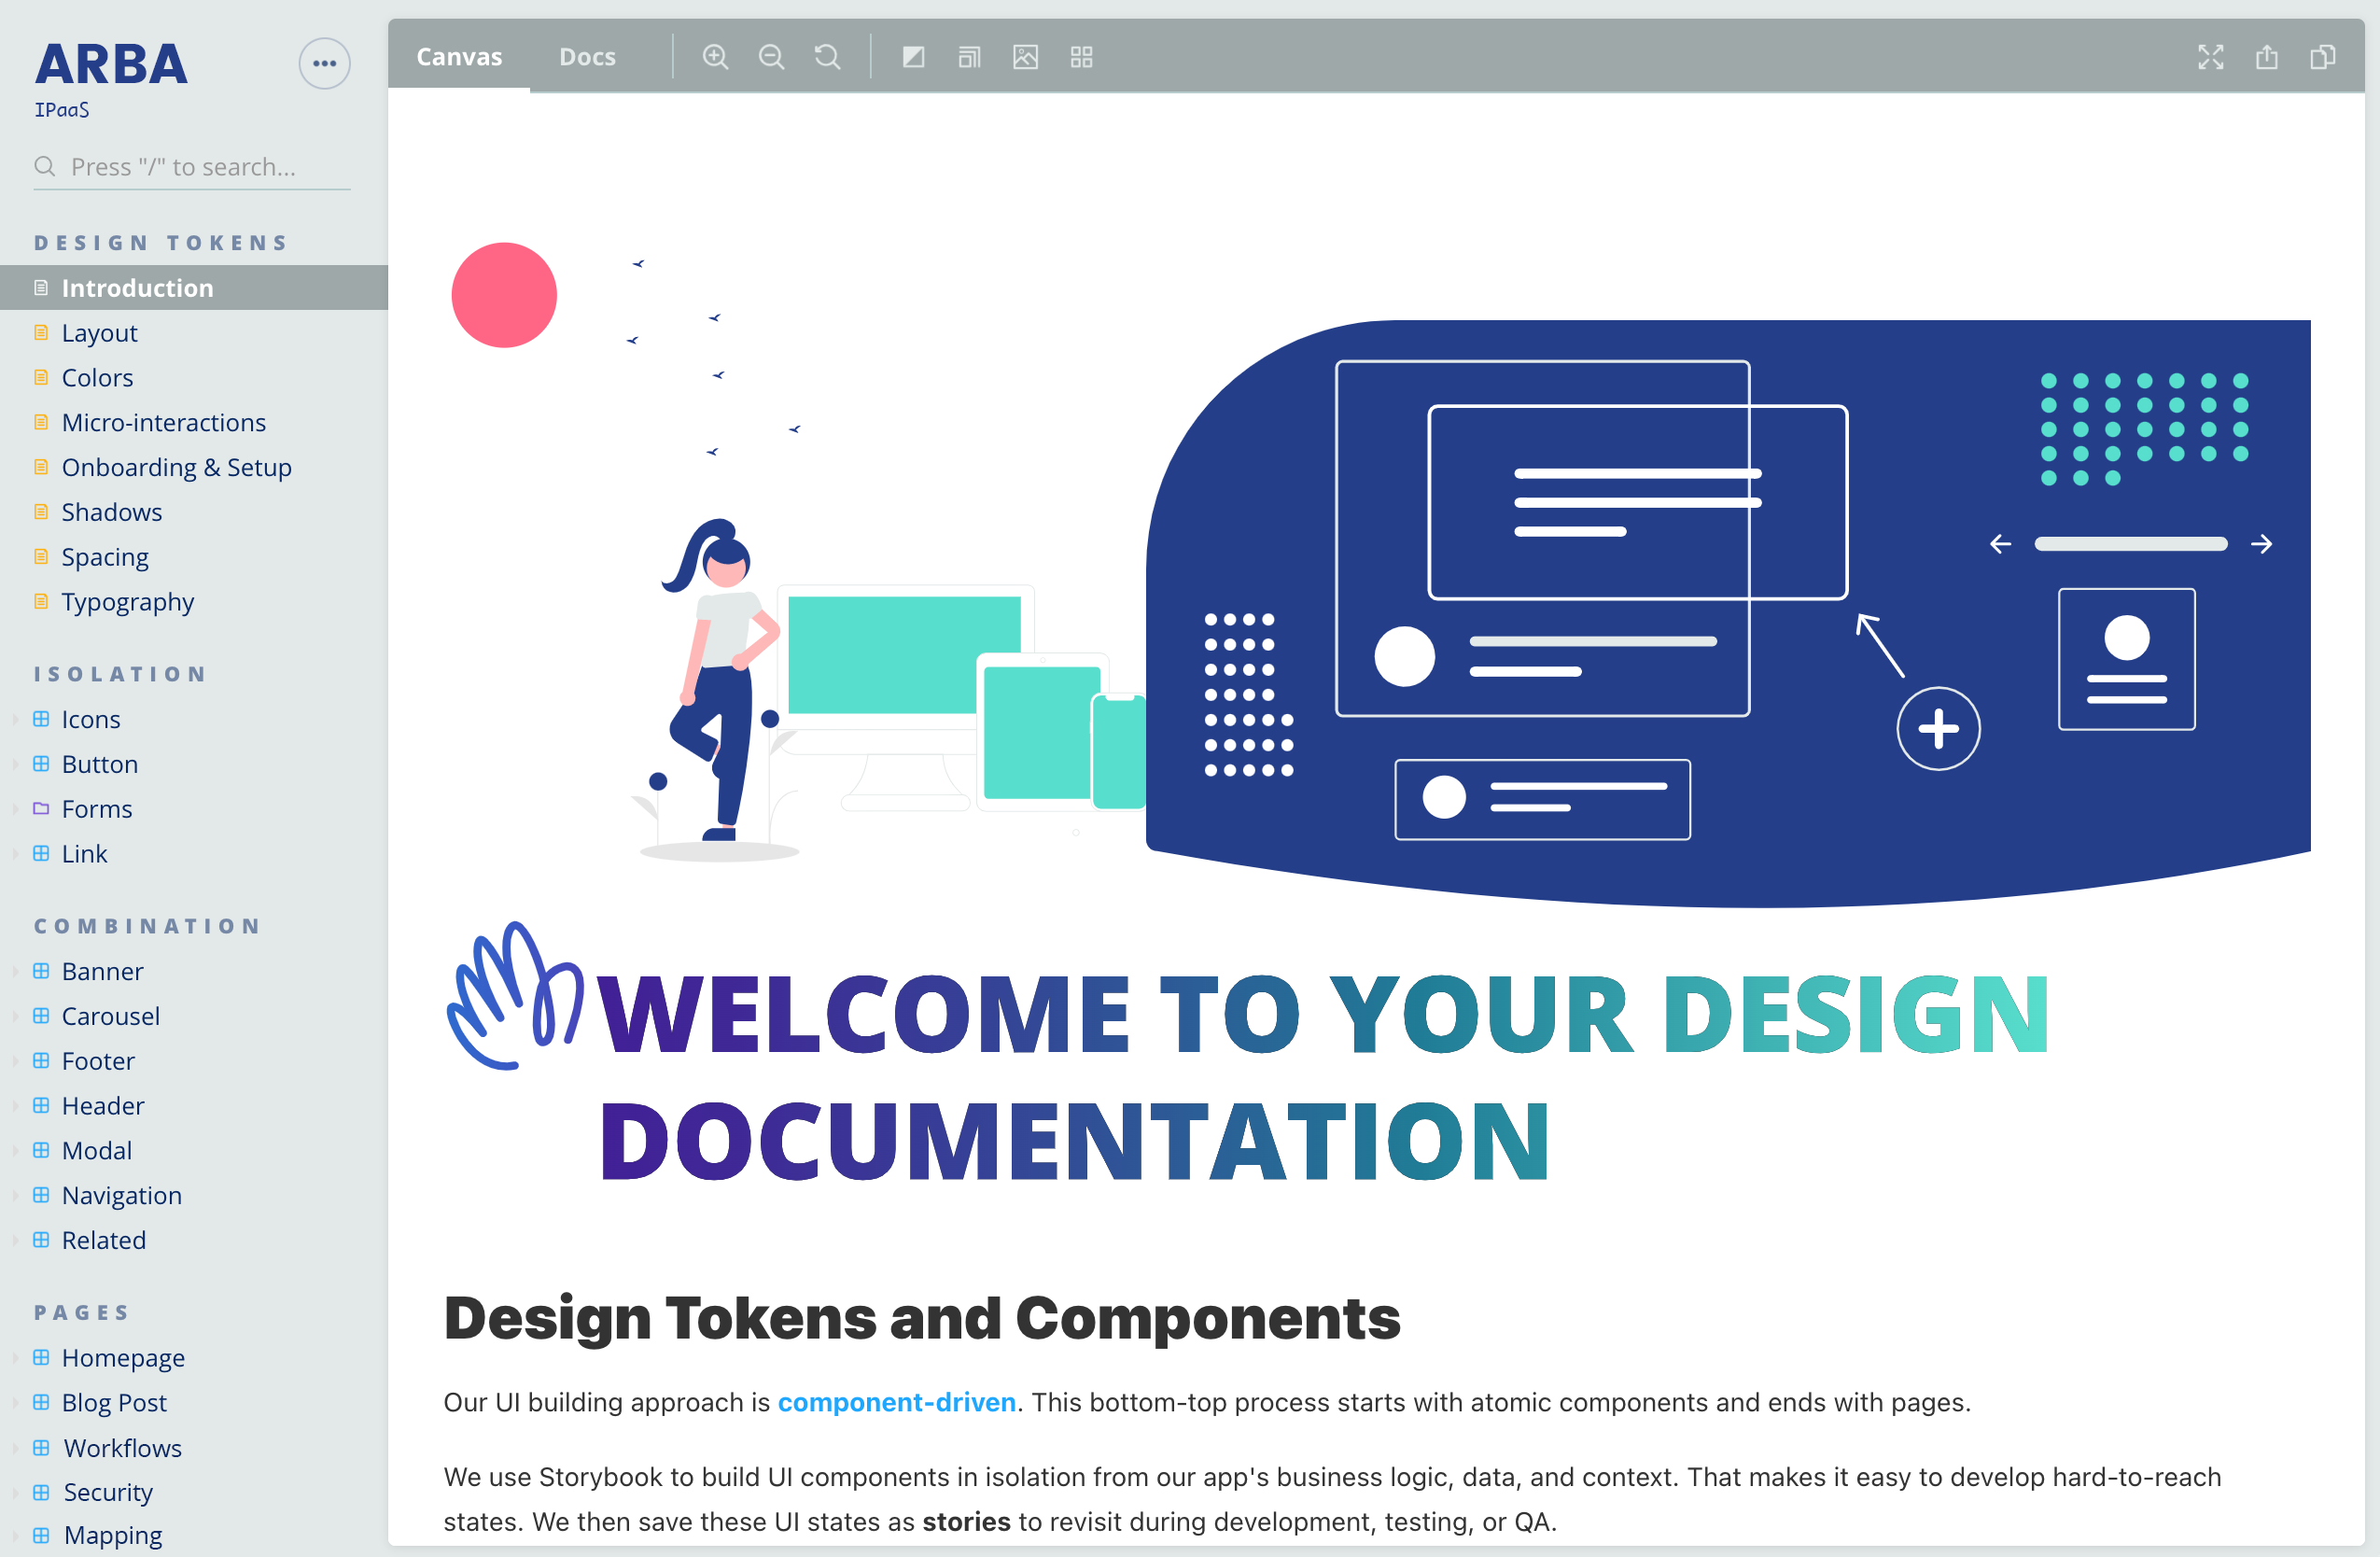 ARBA
IPaaS
Press "/" to search...
DESIGN TOKENS
Introduction
Layout
Colors
Micro-interactions
Onboarding & Setup
Shadows
Spacing
Typography
ISOLATION
Icons
Button
Forms
Link
COMBINATION
Banner
Carousel
Footer
Header
Modal
Navigation
Related
PAGES
Homepage
Blog Post
Workflows
Security
Mapping
Canvas
Docs
WELCOME TO YOUR DESIGN
DOCUMENTATION
Design Tokens and Components
Our UI building approach is component-driven. This bottom-top process starts with atomic components and ends with pages.
We use Storybook to build UI components in isolation from our app's business logic, data, and context. That makes it easy to develop hard-to-reach
states. We then save these UI states as stories to revisit during development, testing, or QA.